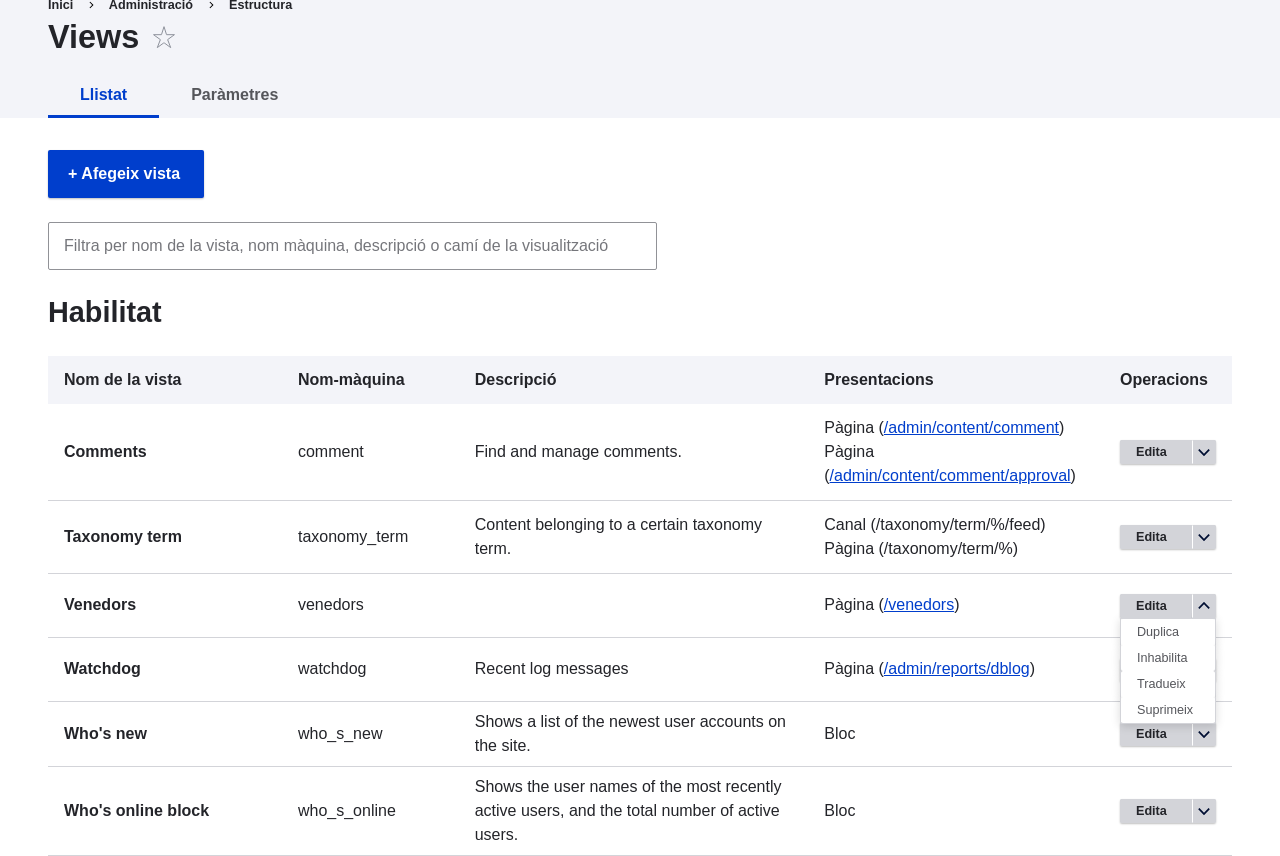 Inici > Administració > Estructura
Views ☆
Llistat Paràmetres
+ Afegeix vista
Filtra per nom de la vista, nom màquina, descripció o camí de la visualització
Habilitat
Nom de la vista Nom-màquina Descripció Presentacions Operacions
Comments comment Find and manage comments. Pàgina (/admin/content/comment)
Pàgina
(/admin/content/comment/approval) Edita
Taxonomy term taxonomy_term Content belonging to a certain taxonomy
term. Canal (/taxonomy/term/%/feed)
Pàgina (/taxonomy/term/%) Edita
Venedors venedors Pàgina (/venedors) Edita
Duplica
Inhabilita
Tradueix
Suprimeix
Watchdog watchdog Recent log messages Pàgina (/admin/reports/dblog)
Who's new who_s_new Shows a list of the newest user accounts on
the site. Bloc Edita
Who's online block who_s_online Shows the user names of the most recently
active users, and the total number of active
users. Bloc Edita